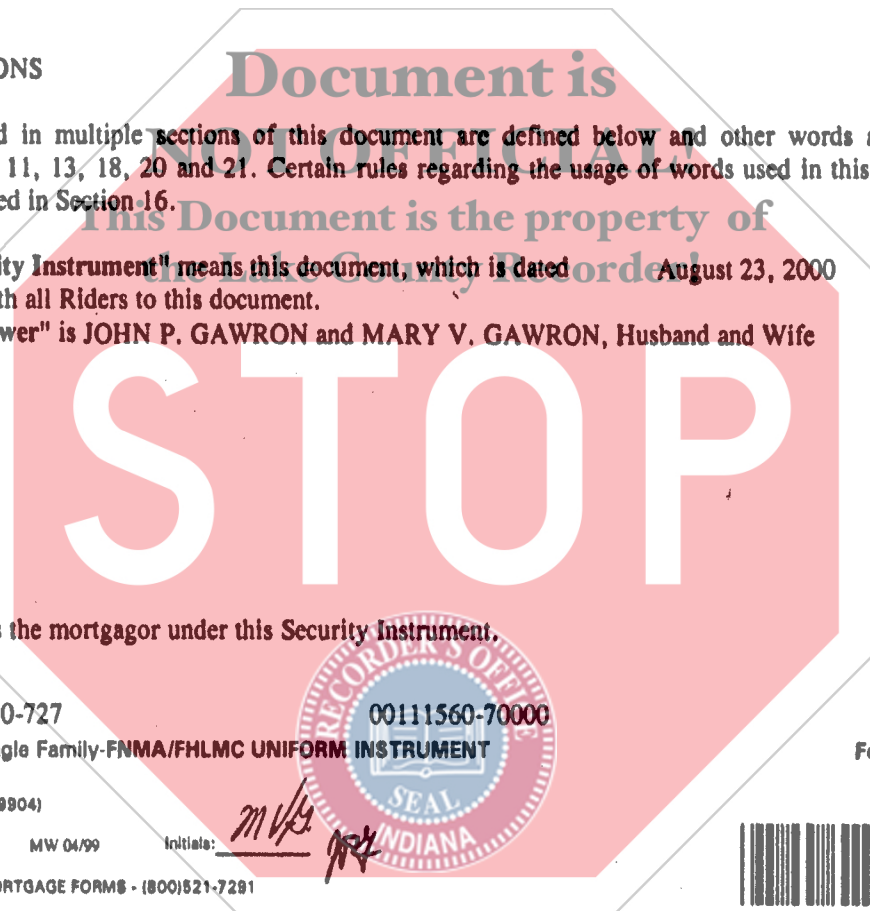 ONS
Document is
d in multiple sections of this document are defined below and other words a
NOT OFFICIAL!
11, 13, 18, 20 and 21. Certain rules regarding the usage of words used in this
ed in Section 16.
This Document is the property of
the Lake County Recorder!
ity Instrument" means this document, which is dated August 23, 2000
th all Riders to this document.
wer" is JOHN P. GAWRON and MARY V. GAWRON, Husband and Wife
STOP
s the mortgagor under this Security Instrument.
RECORDER'S OFFICE
SEAL
INDIANA
0-727 00111560-70000
gle Family-FNMA/FHLMC UNIFORM INSTRUMENT Fo
9904)
MW 04/99 Initials: MVG JPG
ORTGAGE FORMS - (800)521-7291